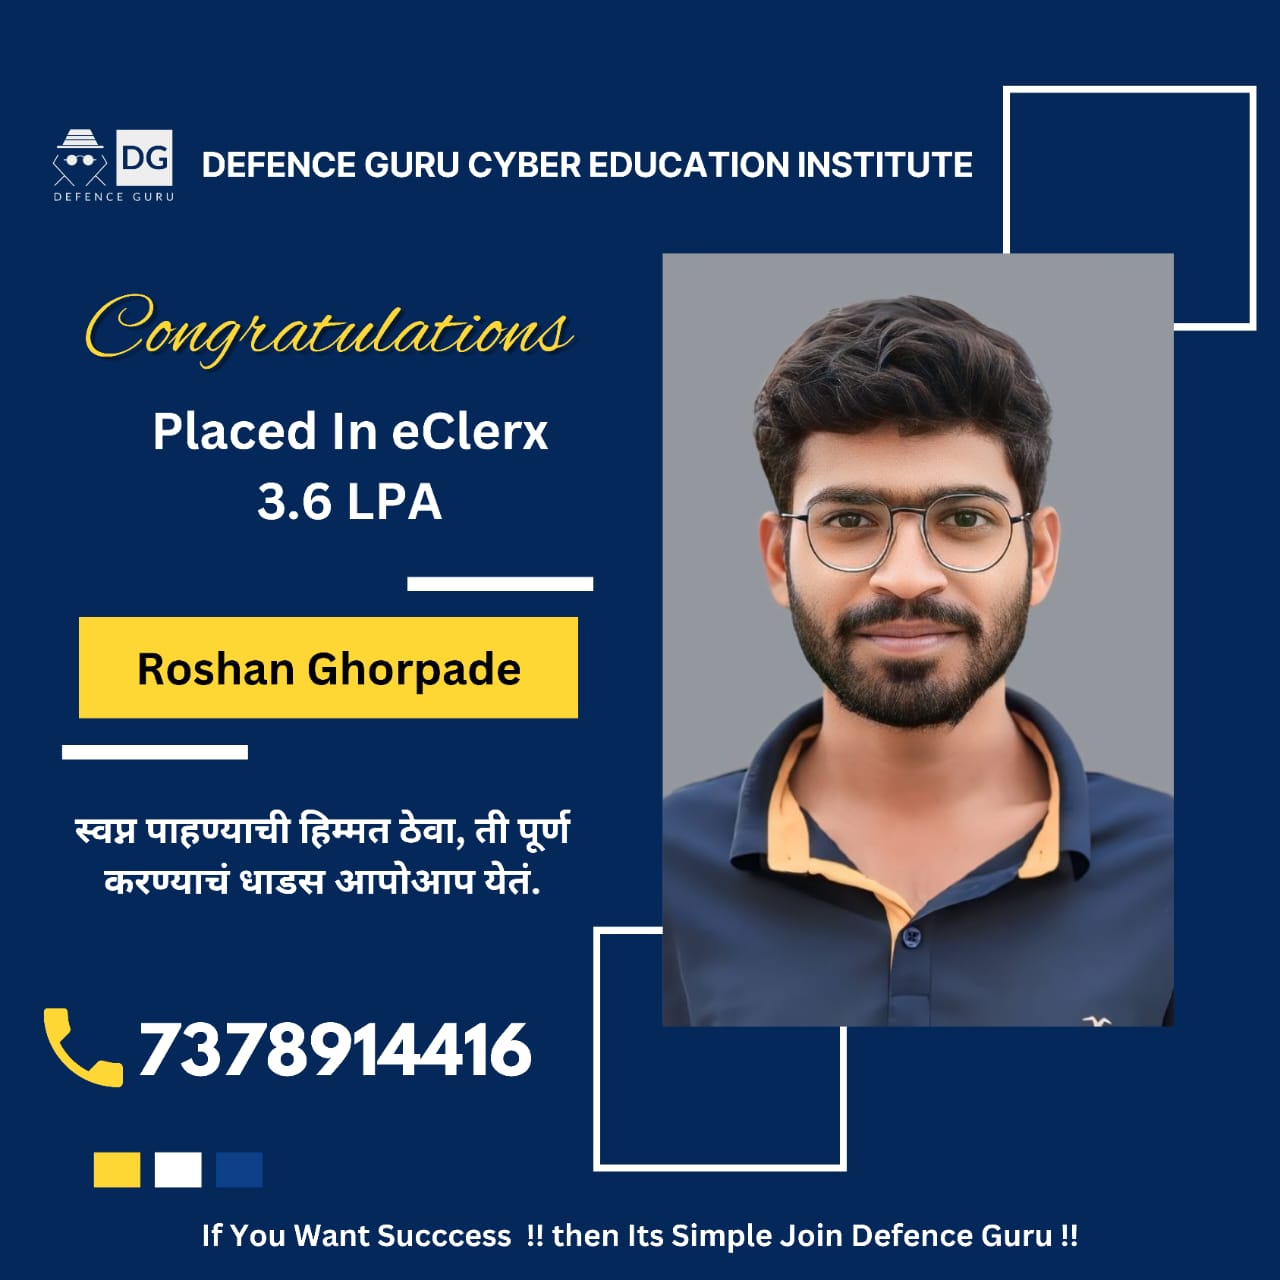 DG
DEFENCE GURU
DEFENCE GURU CYBER EDUCATION INSTITUTE
Congratulations
Placed In eClerx
3.6 LPA
Roshan Ghorpade
स्वप्न पाहण्याची हिम्मत ठेवा, ती पूर्ण
करण्याचं धाडस आपोआप येतं.
7378914416
If You Want Succcess !! then Its Simple Join Defence Guru !!